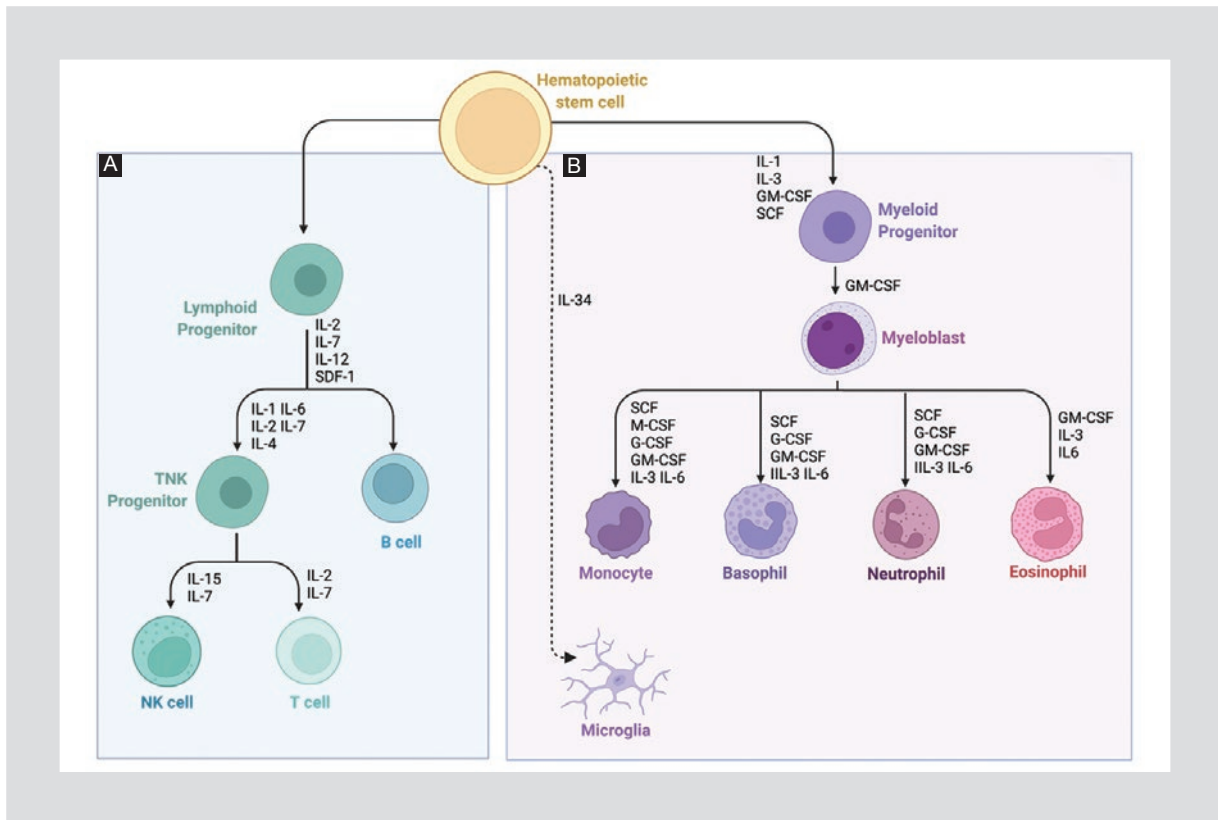 Hematopoietic
stem cell
A
Lymphoid
Progenitor
IL-2
IL-7
IL-12
SDF-1
IL-1 IL-6
IL-2 IL-7
IL-4
TNK
Progenitor
B cell
IL-15
IL-7
IL-2
IL-7
NK cell
T cell
B
IL-1
IL-3
GM-CSF
SCF
Myeloid
Progenitor
GM-CSF
Myeloblast
IL-34
SCF
M-CSF
G-CSF
GM-CSF
IL-3 IL-6
SCF
G-CSF
GM-CSF
IIL-3 IL-6
SCF
G-CSF
GM-CSF
IIL-3 IL-6
GM-CSF
IL-3
IL6
Monocyte
Basophil
Neutrophil
Eosinophil
Microglia